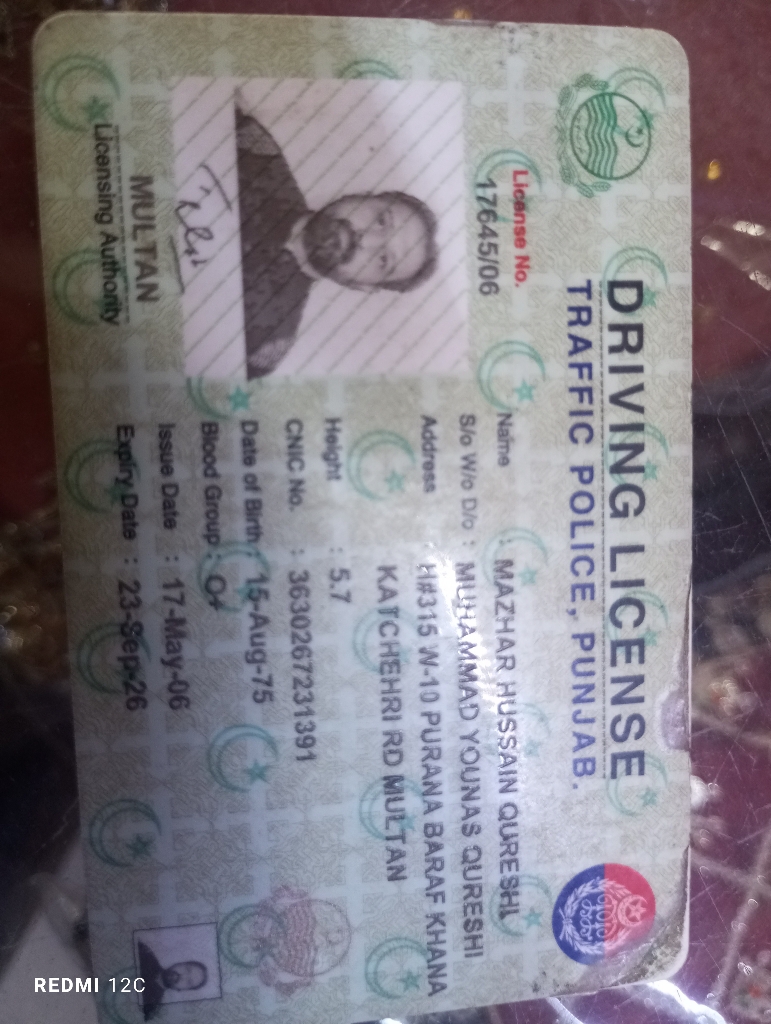 DRIVING LICENSE
TRAFFIC POLICE, PUNJAB.
License No.
17645/06
Name : MAZHAR HUSSAIN QURESHI
S/o W/o D/o : MUHAMMAD YOUNAS QURESHI
Address H#315 W-10 PURANA BARAF KHANA
KATCHEHRI RD MULTAN
Height : 5.7
CNIC No. : 3630267231391
Date of Birth : 15-Aug-75
Blood Group : O+
Issue Date : 17-May-06
Expiry Date : 23-Sep-26
MULTAN
Licensing Authority
REDMI 12C